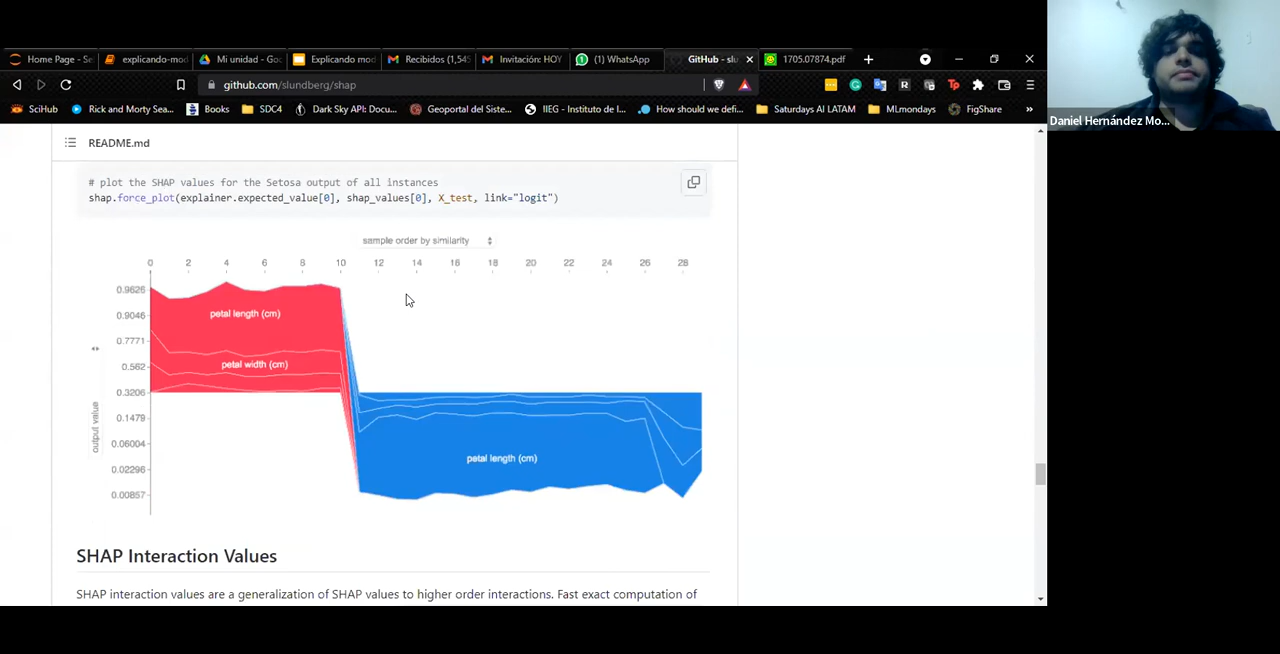 Home Page - Se
explicando-mod
Mi unidad - Goo
Explicando mod
Recibidos (1,545
Invitación: HOY
(1) WhatsApp
GitHub - slu
1705.07874.pdf
github.com/slundberg/shap
SciHub
Rick and Morty Sea...
Books
SDC4
Dark Sky API: Docu...
Geoportal del Siste...
IIEG - Instituto de I...
How should we defi...
Saturdays AI LATAM
MLmondays
FigShare
»
Daniel Hernández Mo...
README.md
# plot the SHAP values for the Setosa output of all instances
shap.force_plot(explainer.expected_value[0], shap_values[0], X_test, link="logit")
sample order by similarity
0 2 4 6 8 10 12 14 16 18 20 22 24 26 28
0.9626
0.9046
0.7771
0.562
0.3206
0.1479
0.06004
0.02296
0.00857
output value
petal length (cm)
petal width (cm)
petal length (cm)
SHAP Interaction Values
SHAP interaction values are a generalization of SHAP values to higher order interactions. Fast exact computation of